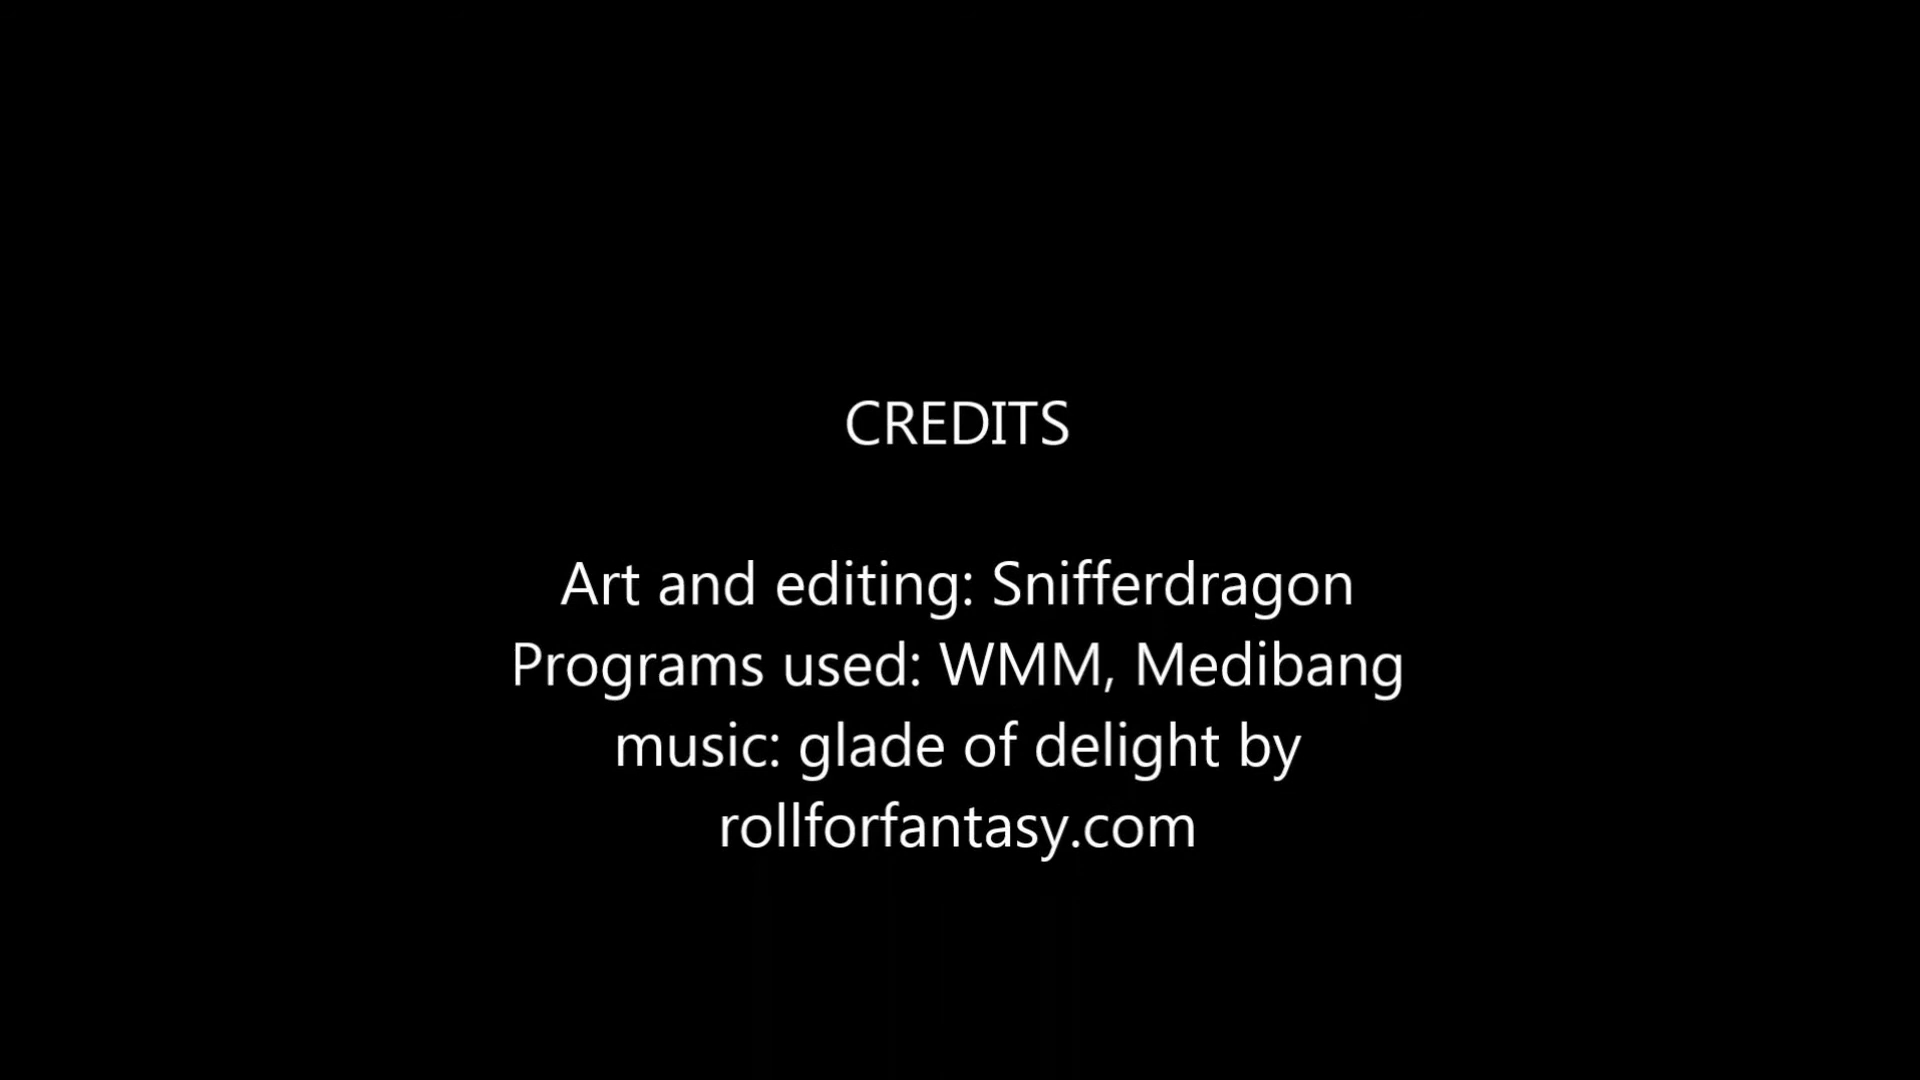 CREDITS
Art and editing: Snifferdragon
Programs used: WMM, Medibang
music: glade of delight by
rollforfantasy.com